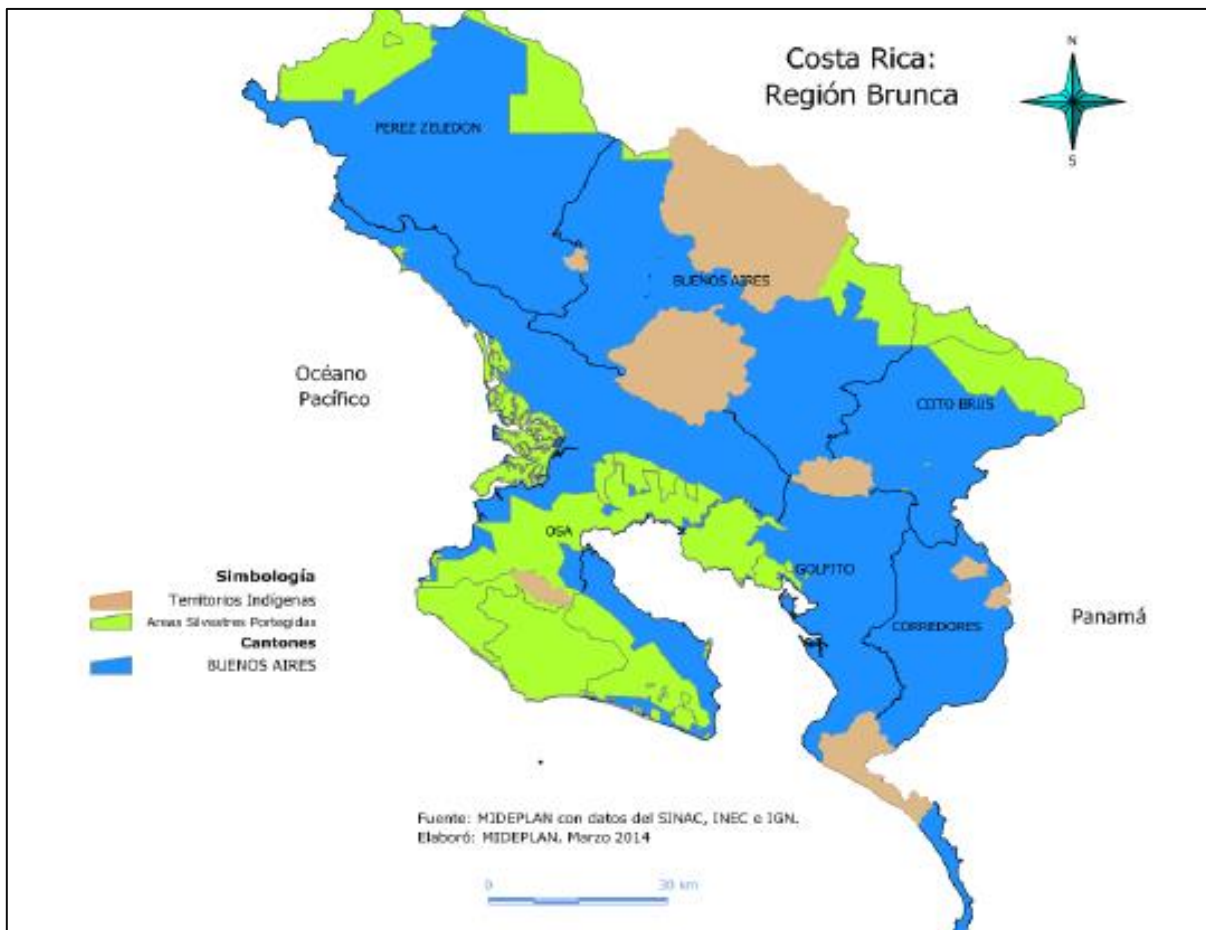 Costa Rica:
Región Brunca
N
S
PEREZ ZELEDON
BUENOS AIRES
Océano
Pacífico
COTO BRUS
OSA
GOLFITO
CORREDORES
Panamá
Simbología
Territorios Indígenas
Areas Silvestres Portegidas
Cantones
BUENOS AIRES
Fuente: MIDEPLAN con datos del SINAC, INEC e IGN.
Elaboró: MIDEPLAN. Marzo 2014
0 30 km